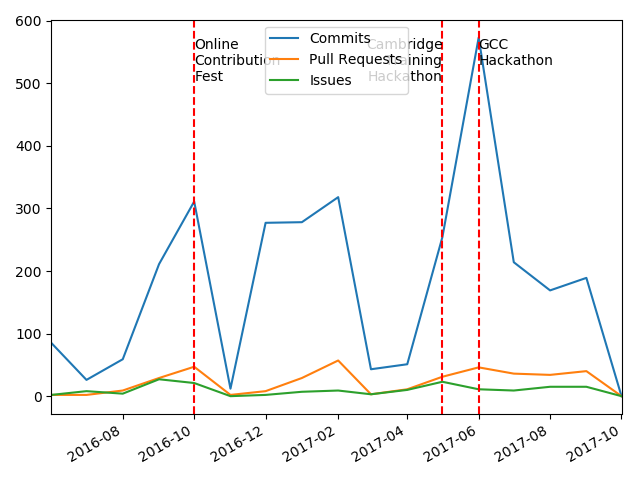 600
500
400
300
200
100
0
Online
Contribution
Fest
Commits
Pull Requests
Issues
Cambridge
Training
Hackathon
GCC
Hackathon
2016-08
2016-10
2016-12
2017-02
2017-04
2017-06
2017-08
2017-10